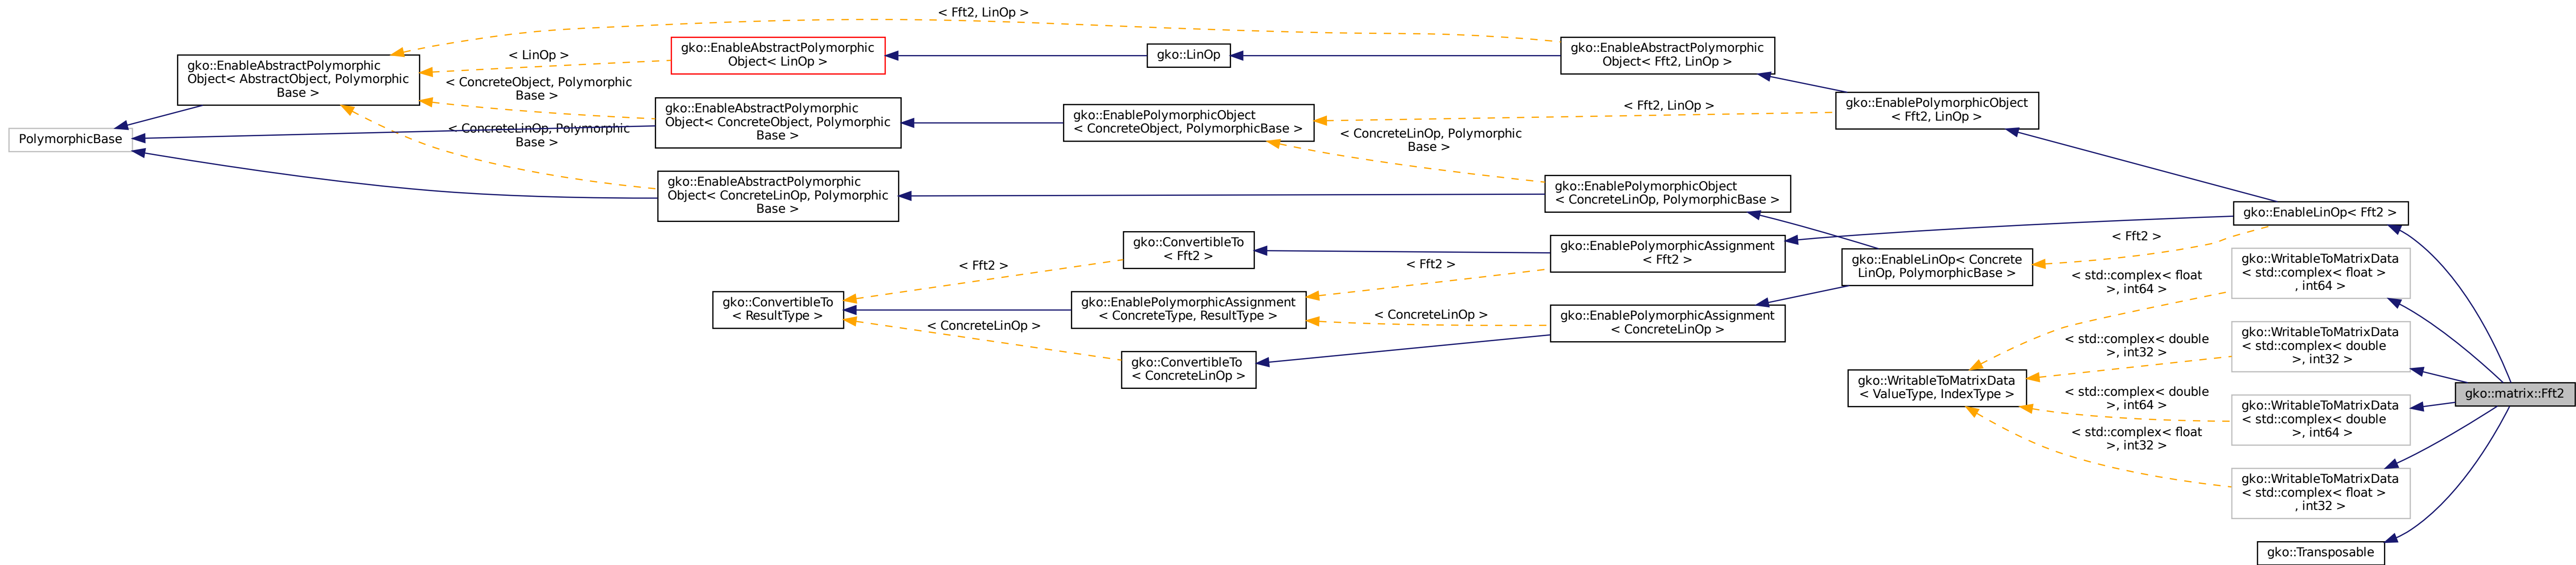 PolymorphicBase
gko::EnableAbstractPolymorphic
Object< AbstractObject, Polymorphic
Base >
< Fft2, LinOp >
< LinOp >
< ConcreteObject, Polymorphic
Base >
< ConcreteLinOp, Polymorphic
Base >
gko::EnableAbstractPolymorphic
Object< LinOp >
gko::EnableAbstractPolymorphic
Object< ConcreteObject, Polymorphic
Base >
gko::EnableAbstractPolymorphic
Object< ConcreteLinOp, Polymorphic
Base >
gko::ConvertibleTo
< ResultType >
< Fft2 >
< ConcreteLinOp >
gko::LinOp
gko::EnablePolymorphicObject
< ConcreteObject, PolymorphicBase >
gko::ConvertibleTo
< Fft2 >
gko::EnablePolymorphicAssignment
< ConcreteType, ResultType >
gko::ConvertibleTo
< ConcreteLinOp >
< ConcreteLinOp, Polymorphic
Base >
< Fft2 >
< ConcreteLinOp >
gko::EnableAbstractPolymorphic
Object< Fft2, LinOp >
< Fft2, LinOp >
gko::EnablePolymorphicObject
< ConcreteLinOp, PolymorphicBase >
gko::EnablePolymorphicAssignment
< Fft2 >
gko::EnablePolymorphicAssignment
< ConcreteLinOp >
gko::EnablePolymorphicObject
< Fft2, LinOp >
gko::EnableLinOp< Concrete
LinOp, PolymorphicBase >
gko::WritableToMatrixData
< ValueType, IndexType >
< Fft2 >
< std::complex< float
>, int64 >
< std::complex< double
>, int32 >
< std::complex< double
>, int64 >
< std::complex< float
>, int32 >
gko::EnableLinOp< Fft2 >
gko::WritableToMatrixData
< std::complex< float >
, int64 >
gko::WritableToMatrixData
< std::complex< double
>, int32 >
gko::WritableToMatrixData
< std::complex< double
>, int64 >
gko::WritableToMatrixData
< std::complex< float >
, int32 >
gko::Transposable
gko::matrix::Fft2